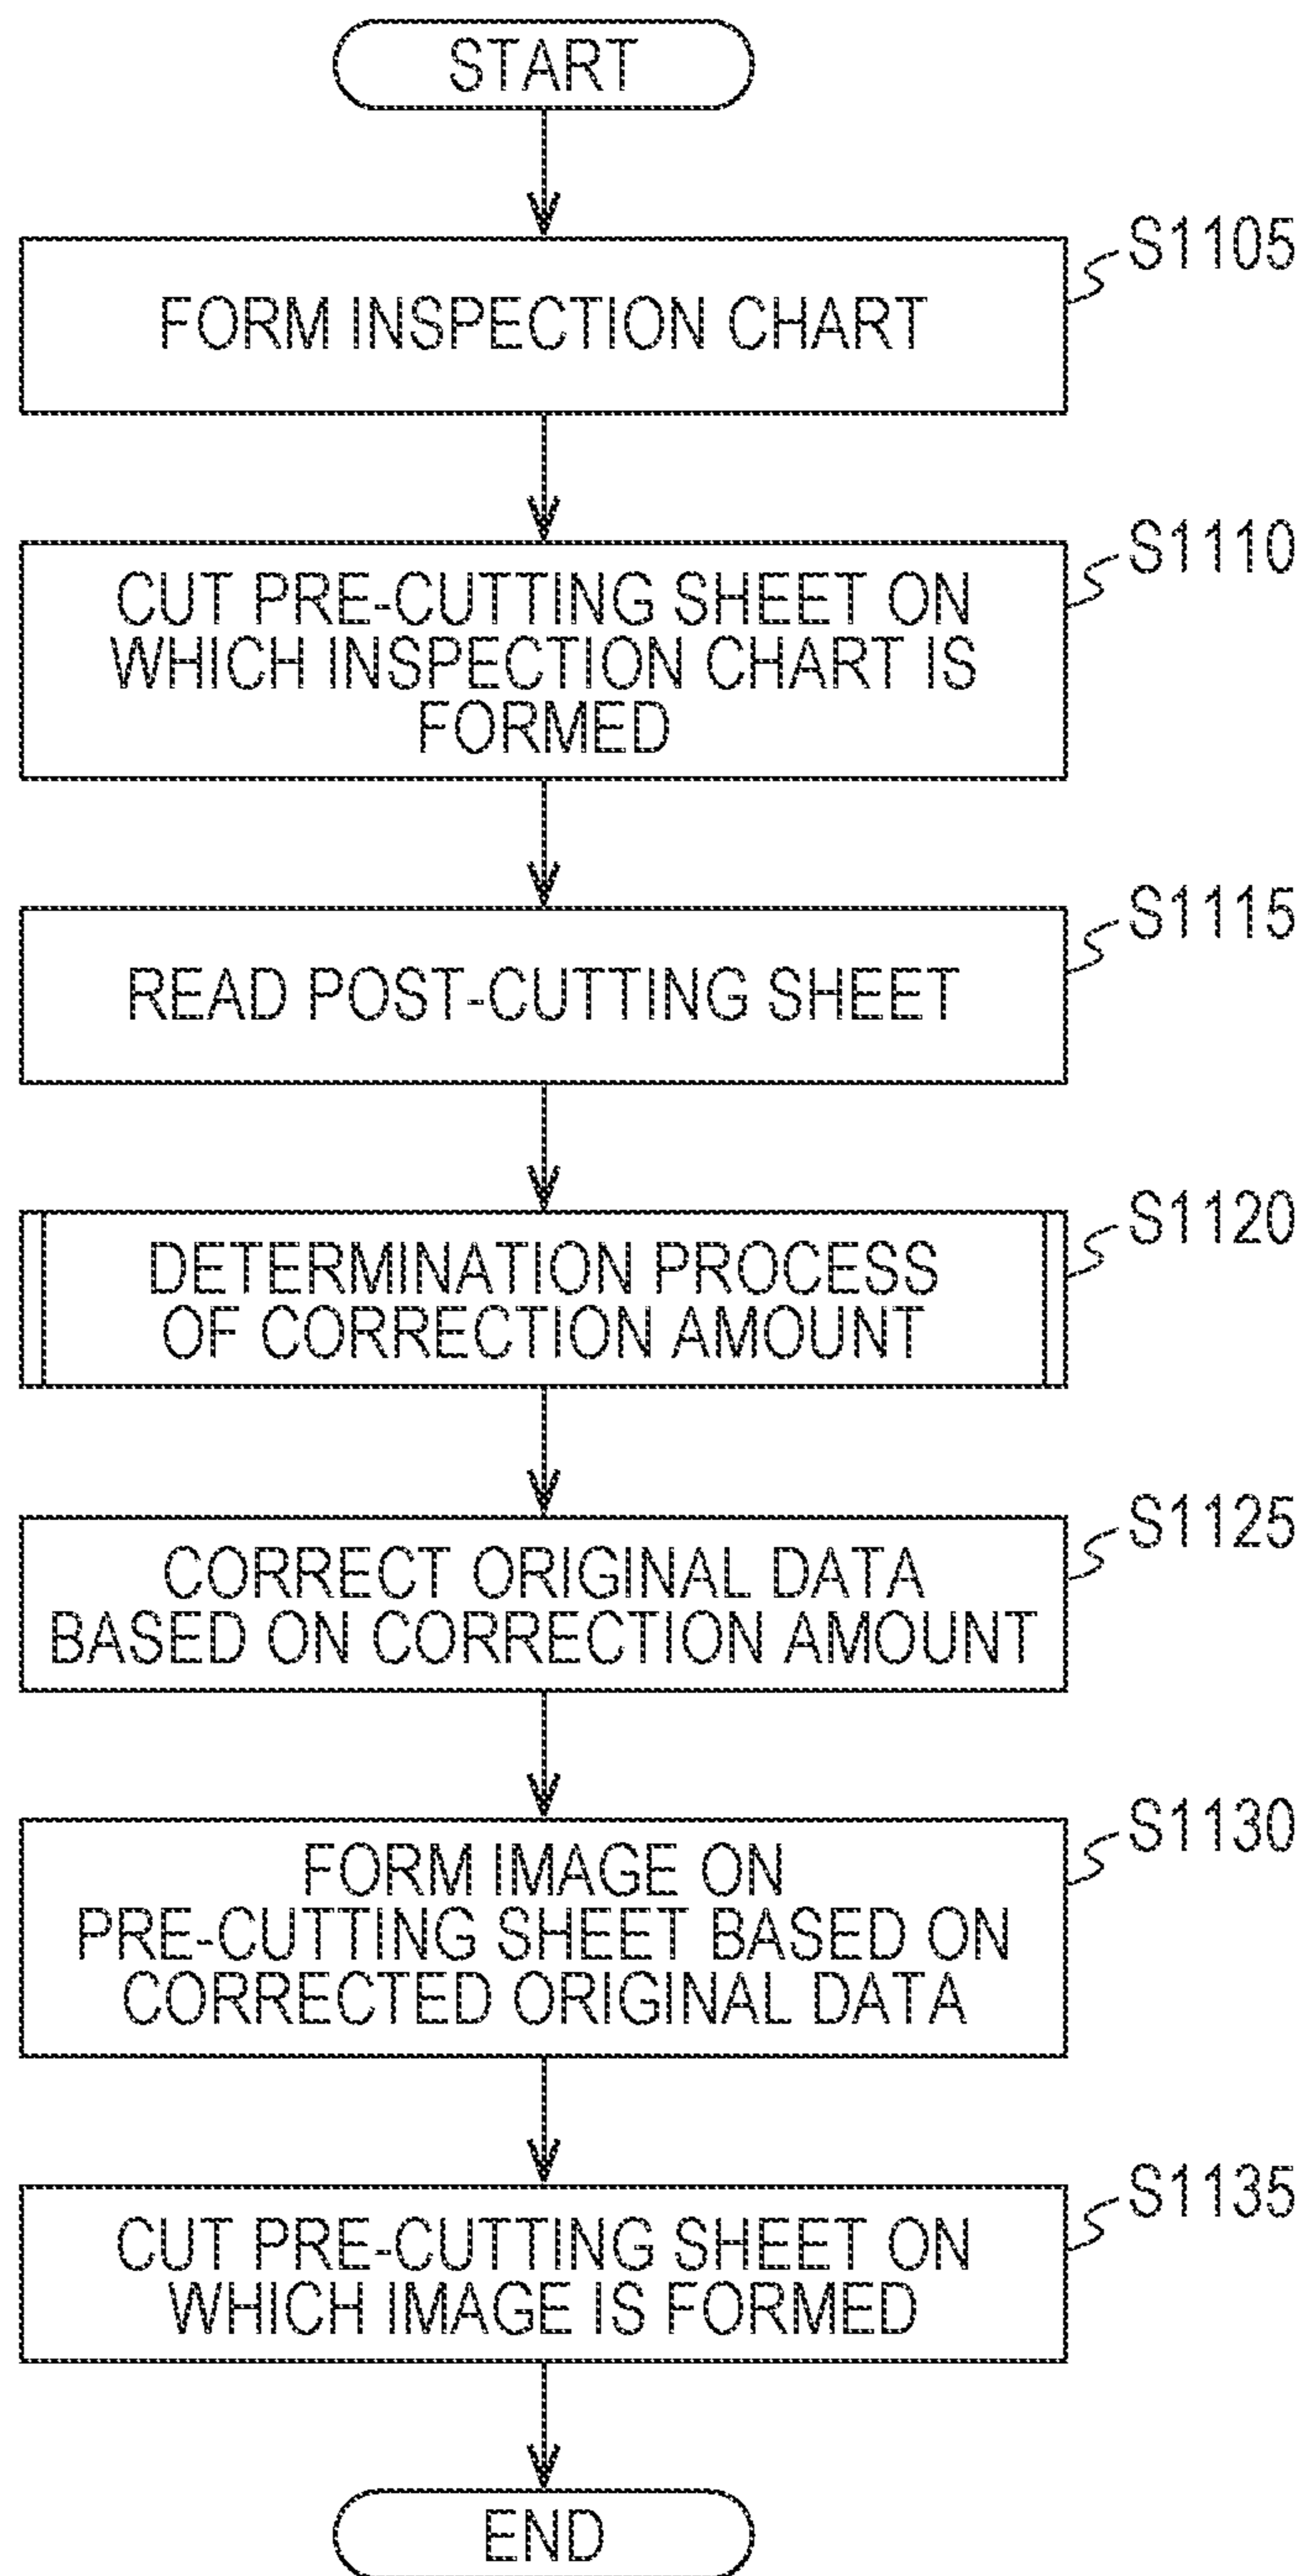 START
S1105
FORM INSPECTION CHART
S1110
CUT PRE-CUTTING SHEET ON
WHICH INSPECTION CHART IS
FORMED
S1115
READ POST-CUTTING SHEET
S1120
DETERMINATION PROCESS
OF CORRECTION AMOUNT
S1125
CORRECT ORIGINAL DATA
BASED ON CORRECTION AMOUNT
S1130
FORM IMAGE ON
PRE-CUTTING SHEET BASED ON
CORRECTED ORIGINAL DATA
S1135
CUT PRE-CUTTING SHEET ON
WHICH IMAGE IS FORMED
END